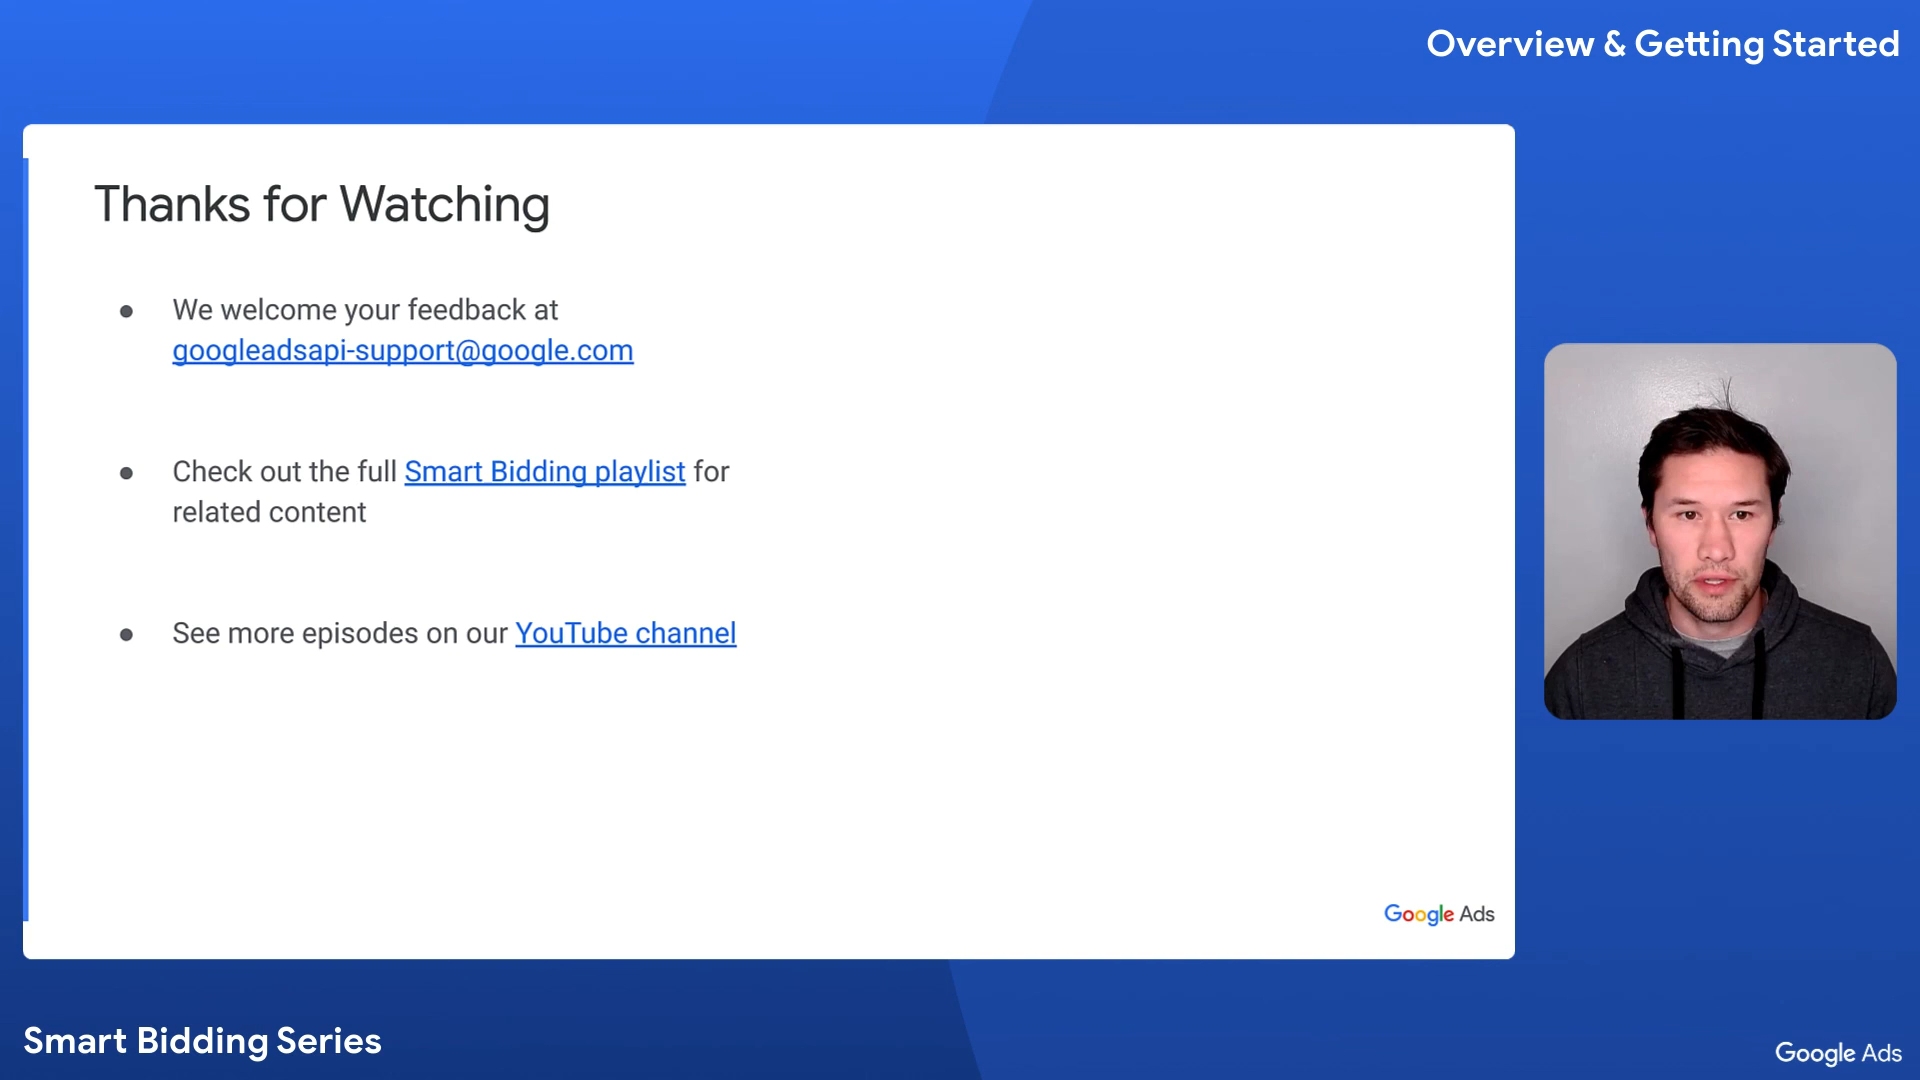 Overview & Getting Started
Thanks for Watching
We welcome your feedback at
googleadsapi-support@google.com
Check out the full Smart Bidding playlist for
related content
See more episodes on our YouTube channel
Google Ads
Smart Bidding Series
Google Ads